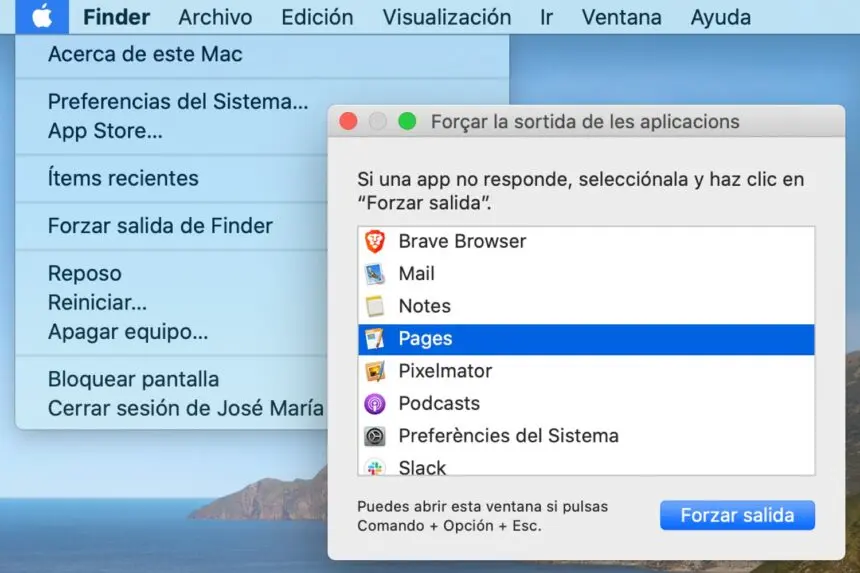 Finder Archivo Edición Visualización Ir Ventana Ayuda
Acerca de este Mac
Preferencias del Sistema...
App Store...
Ítems recientes
Forzar salida de Finder
Reposo
Reiniciar...
Apagar equipo...
Bloquear pantalla
Cerrar sesión de José María
Forçar la sortida de les aplicacions
Si una app no responde, selecciónala y haz clic en
“Forzar salida”.
Brave Browser
Mail
Notes
Pages
Pixelmator
Podcasts
Preferències del Sistema
Slack
Puedes abrir esta ventana si pulsas
Comando + Opción + Esc.
Forzar salida